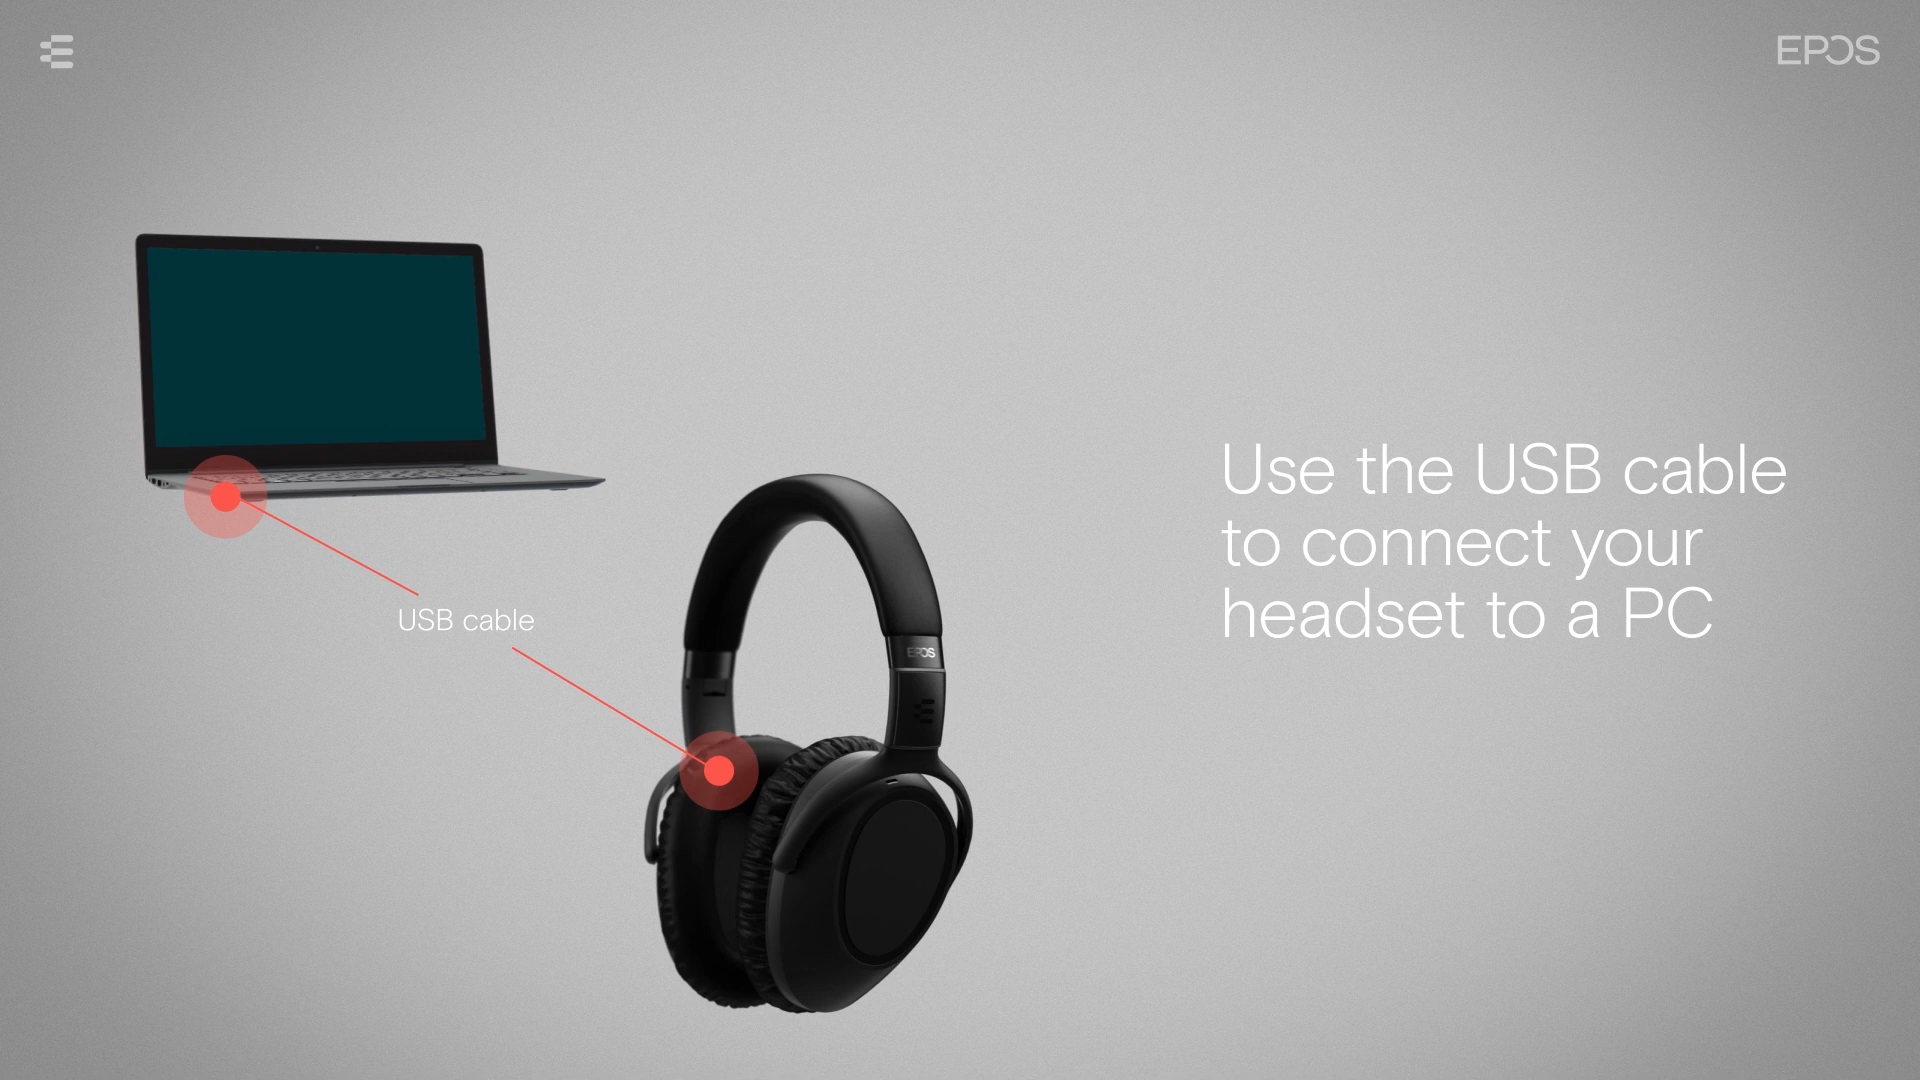 EPOS
Use the USB cable
to connect your
headset to a PC
USB cable
EPOS